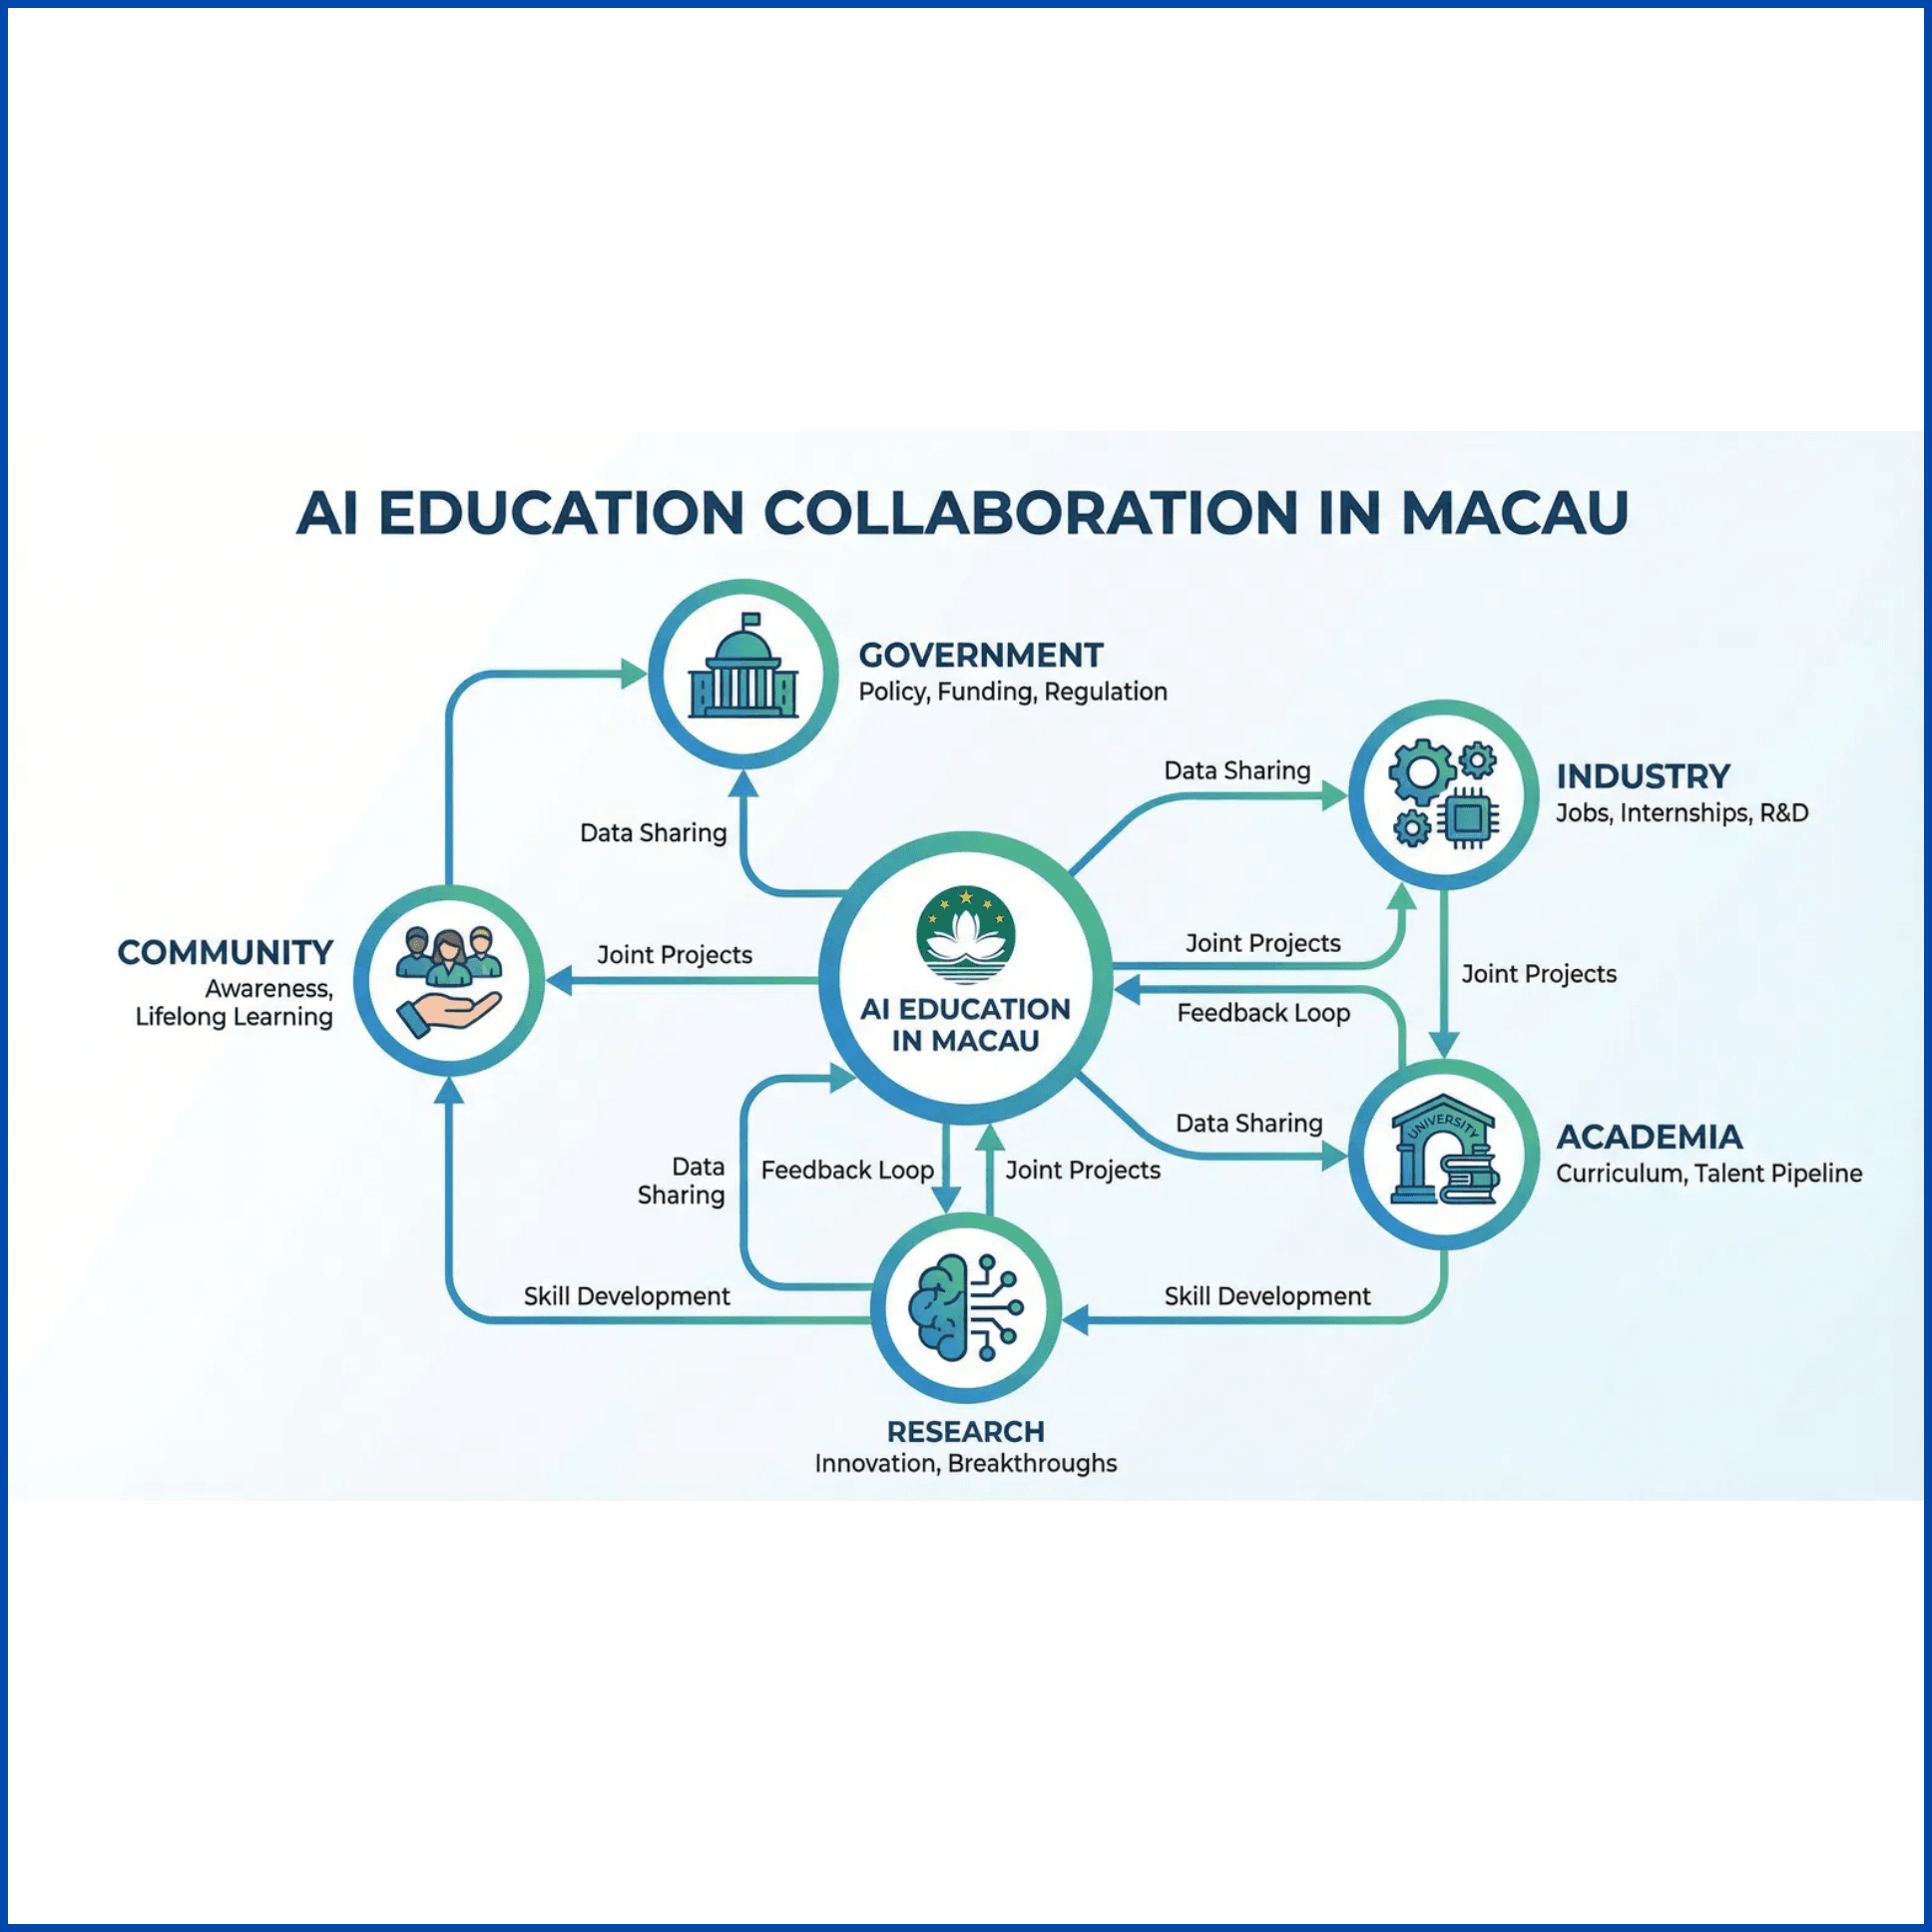 AI EDUCATION COLLABORATION IN MACAU
GOVERNMENT
Policy, Funding, Regulation
Data Sharing
INDUSTRY
Jobs, Internships, R&D
Data Sharing
COMMUNITY
Awareness,
Lifelong Learning
Joint Projects
AI EDUCATION
IN MACAU
Joint Projects
Feedback Loop
Joint Projects
Data Sharing
UNIVERSITY
ACADEMIA
Curriculum, Talent Pipeline
Data
Sharing
Feedback Loop
Joint Projects
Skill Development
Skill Development
RESEARCH
Innovation, Breakthroughs